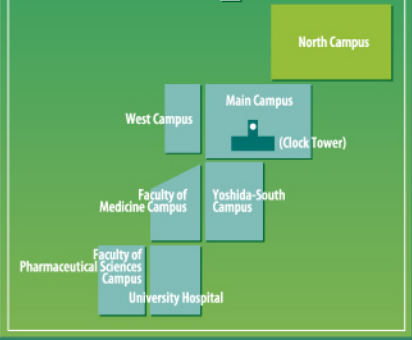 North Campus
Main Campus
West Campus
(Clock Tower)
Faculty of
Medicine Campus
Yoshida-South
Campus
Faculty of
Pharmaceutical Sciences
Campus
University Hospital